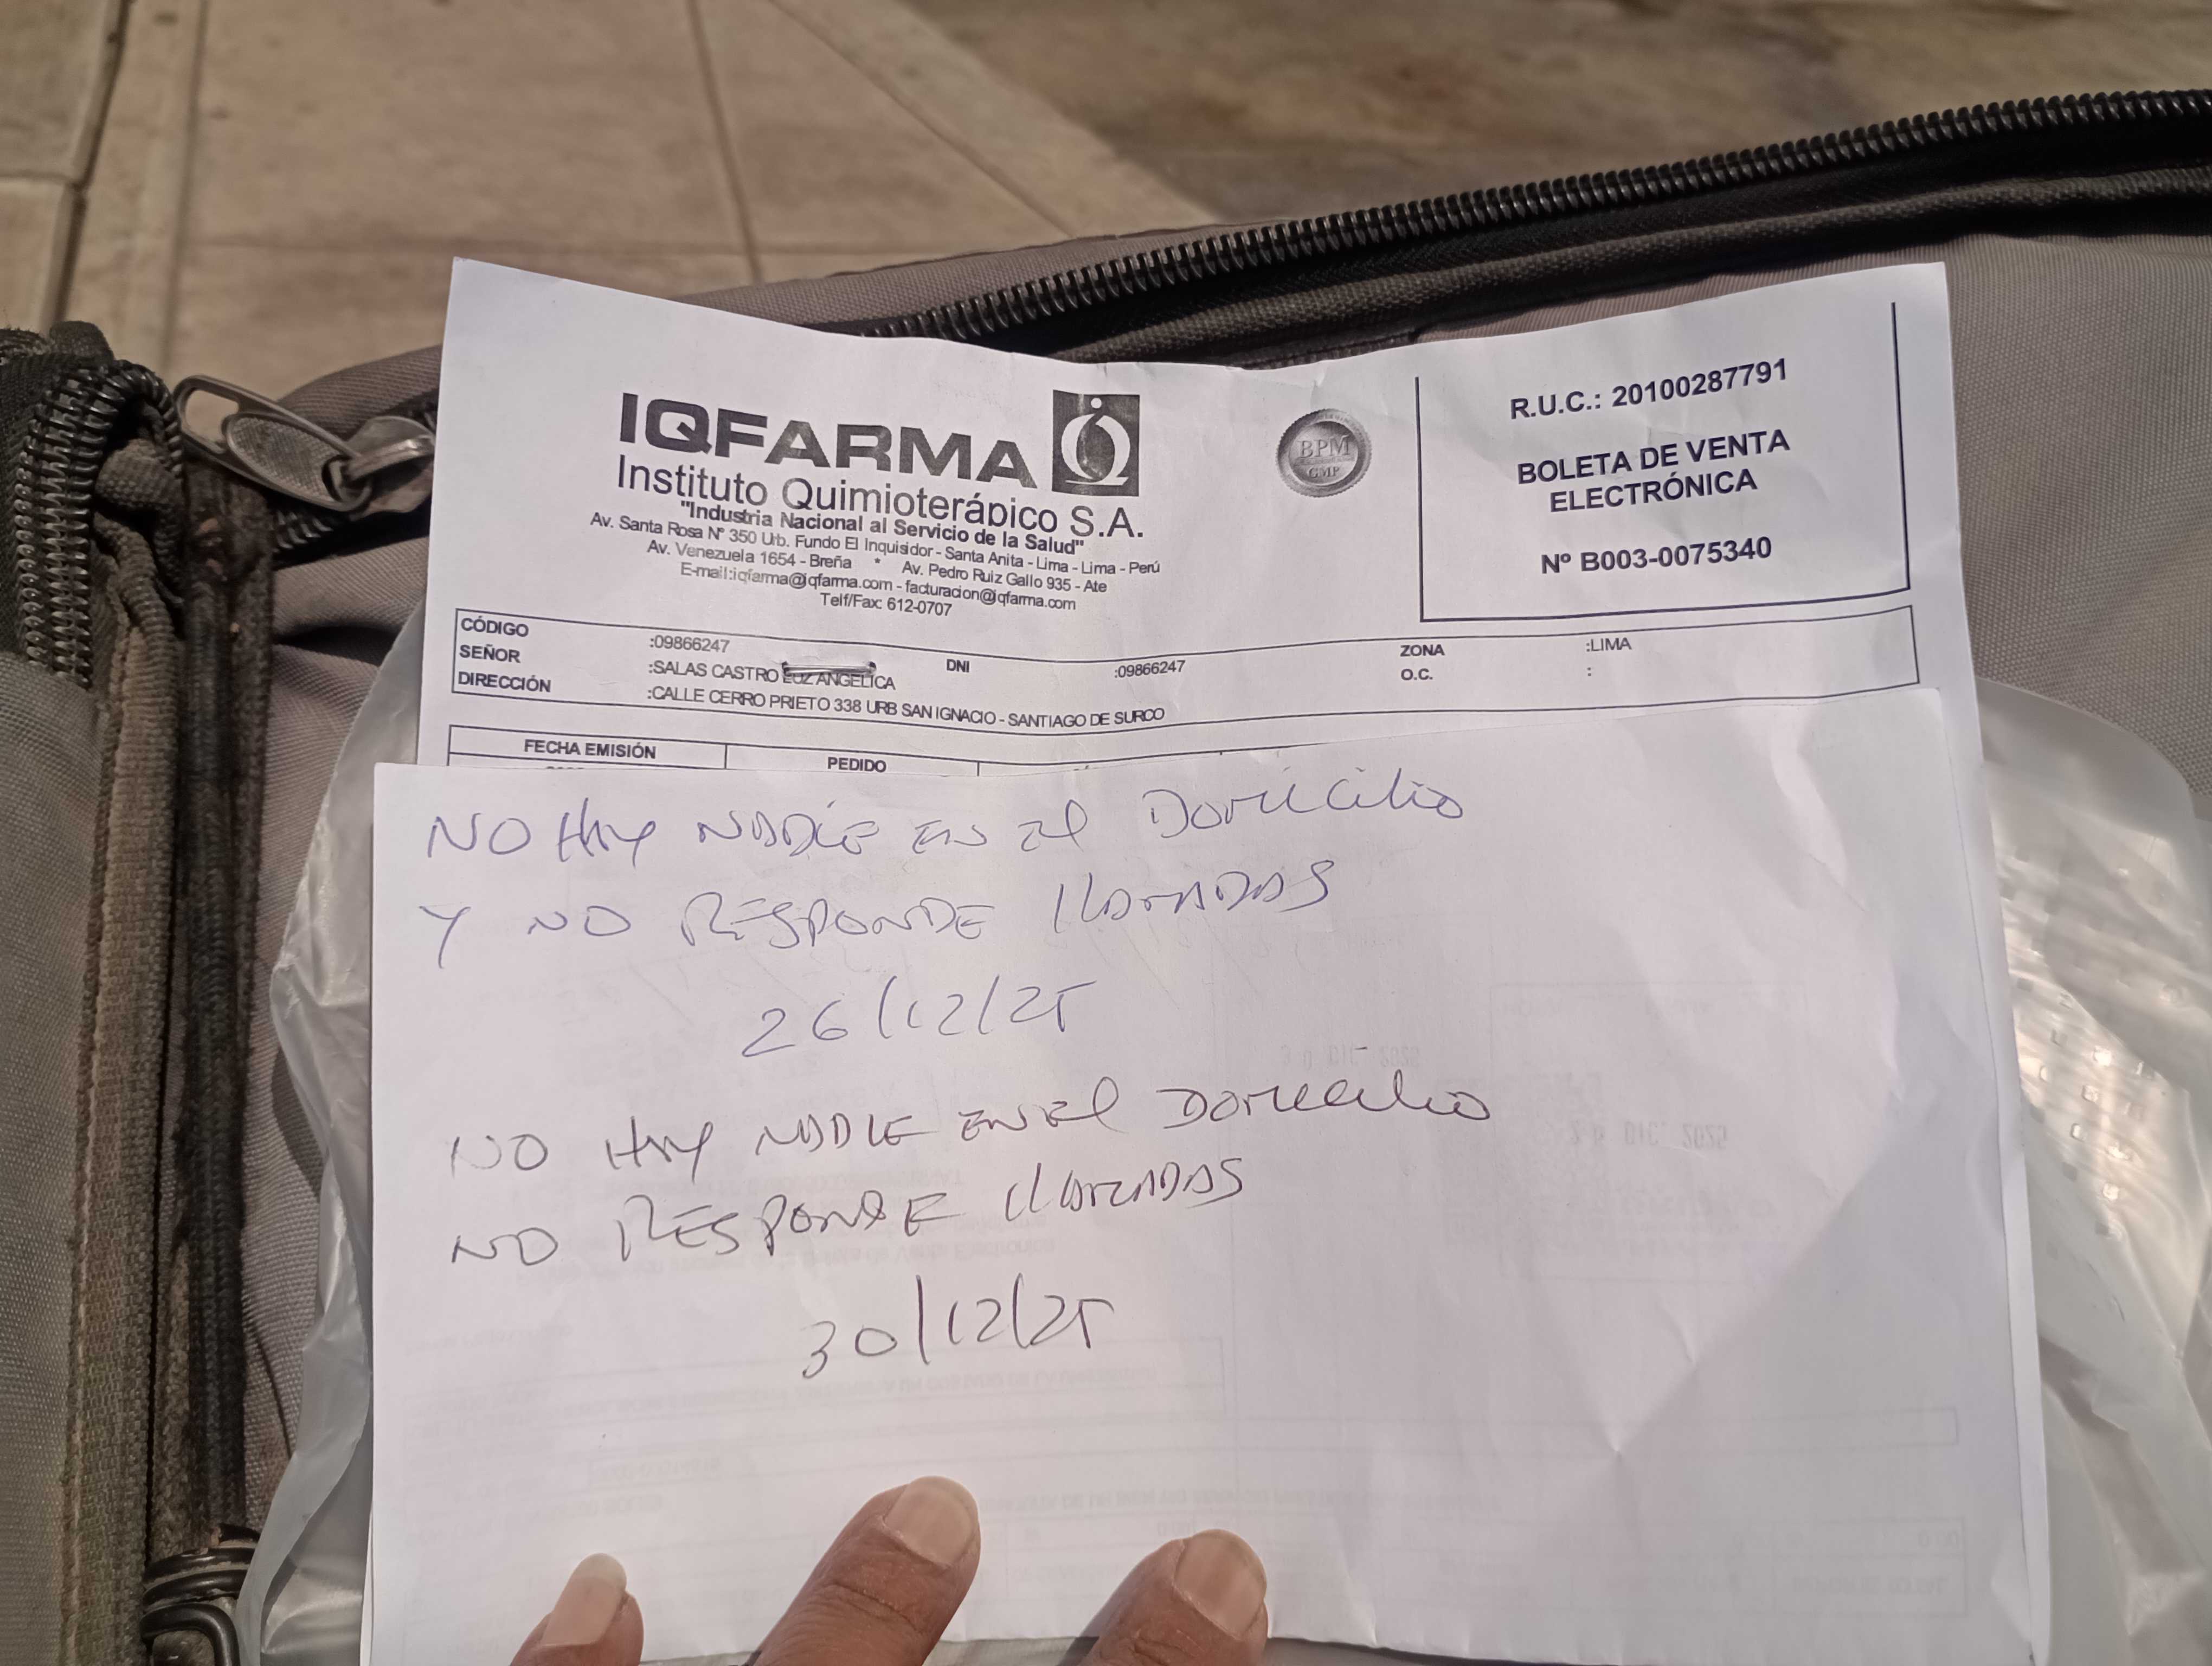 IQFARMA
Instituto Quimioterápico S.A.
"Industria Nacional al Servicio de la Salud"
Av. Santa Rosa Nº 350 Urb. Fundo El Inquisidor - Santa Anita - Lima - Lima - Perú
Av. Venezuela 1654 - Breña * Av. Pedro Ruiz Gallo 935 - Ate
E-mail:iqfarma@iqfarma.com - facturacion@iqfarma.com
Telf/Fax: 612-0707
BPM
GMP
R.U.C.: 20100287791
BOLETA DE VENTA
ELECTRÓNICA
Nº B003-0075340
CÓDIGO :09866247 DNI :09866247 ZONA :LIMA
SEÑOR :SALAS CASTRO LUZ ANGELICA O.C. :
DIRECCIÓN :CALLE CERRO PRIETO 338 URB SAN IGNACIO - SANTIAGO DE SURCO
FECHA EMISIÓN PEDIDO
NO HAY NADIE EN El Domicilio
Y NO RESPONDE llAMADAS
26/12/25
NO HAY NADIE EN El Domicilio
NO RESPONDE llAMADAS
30/12/25